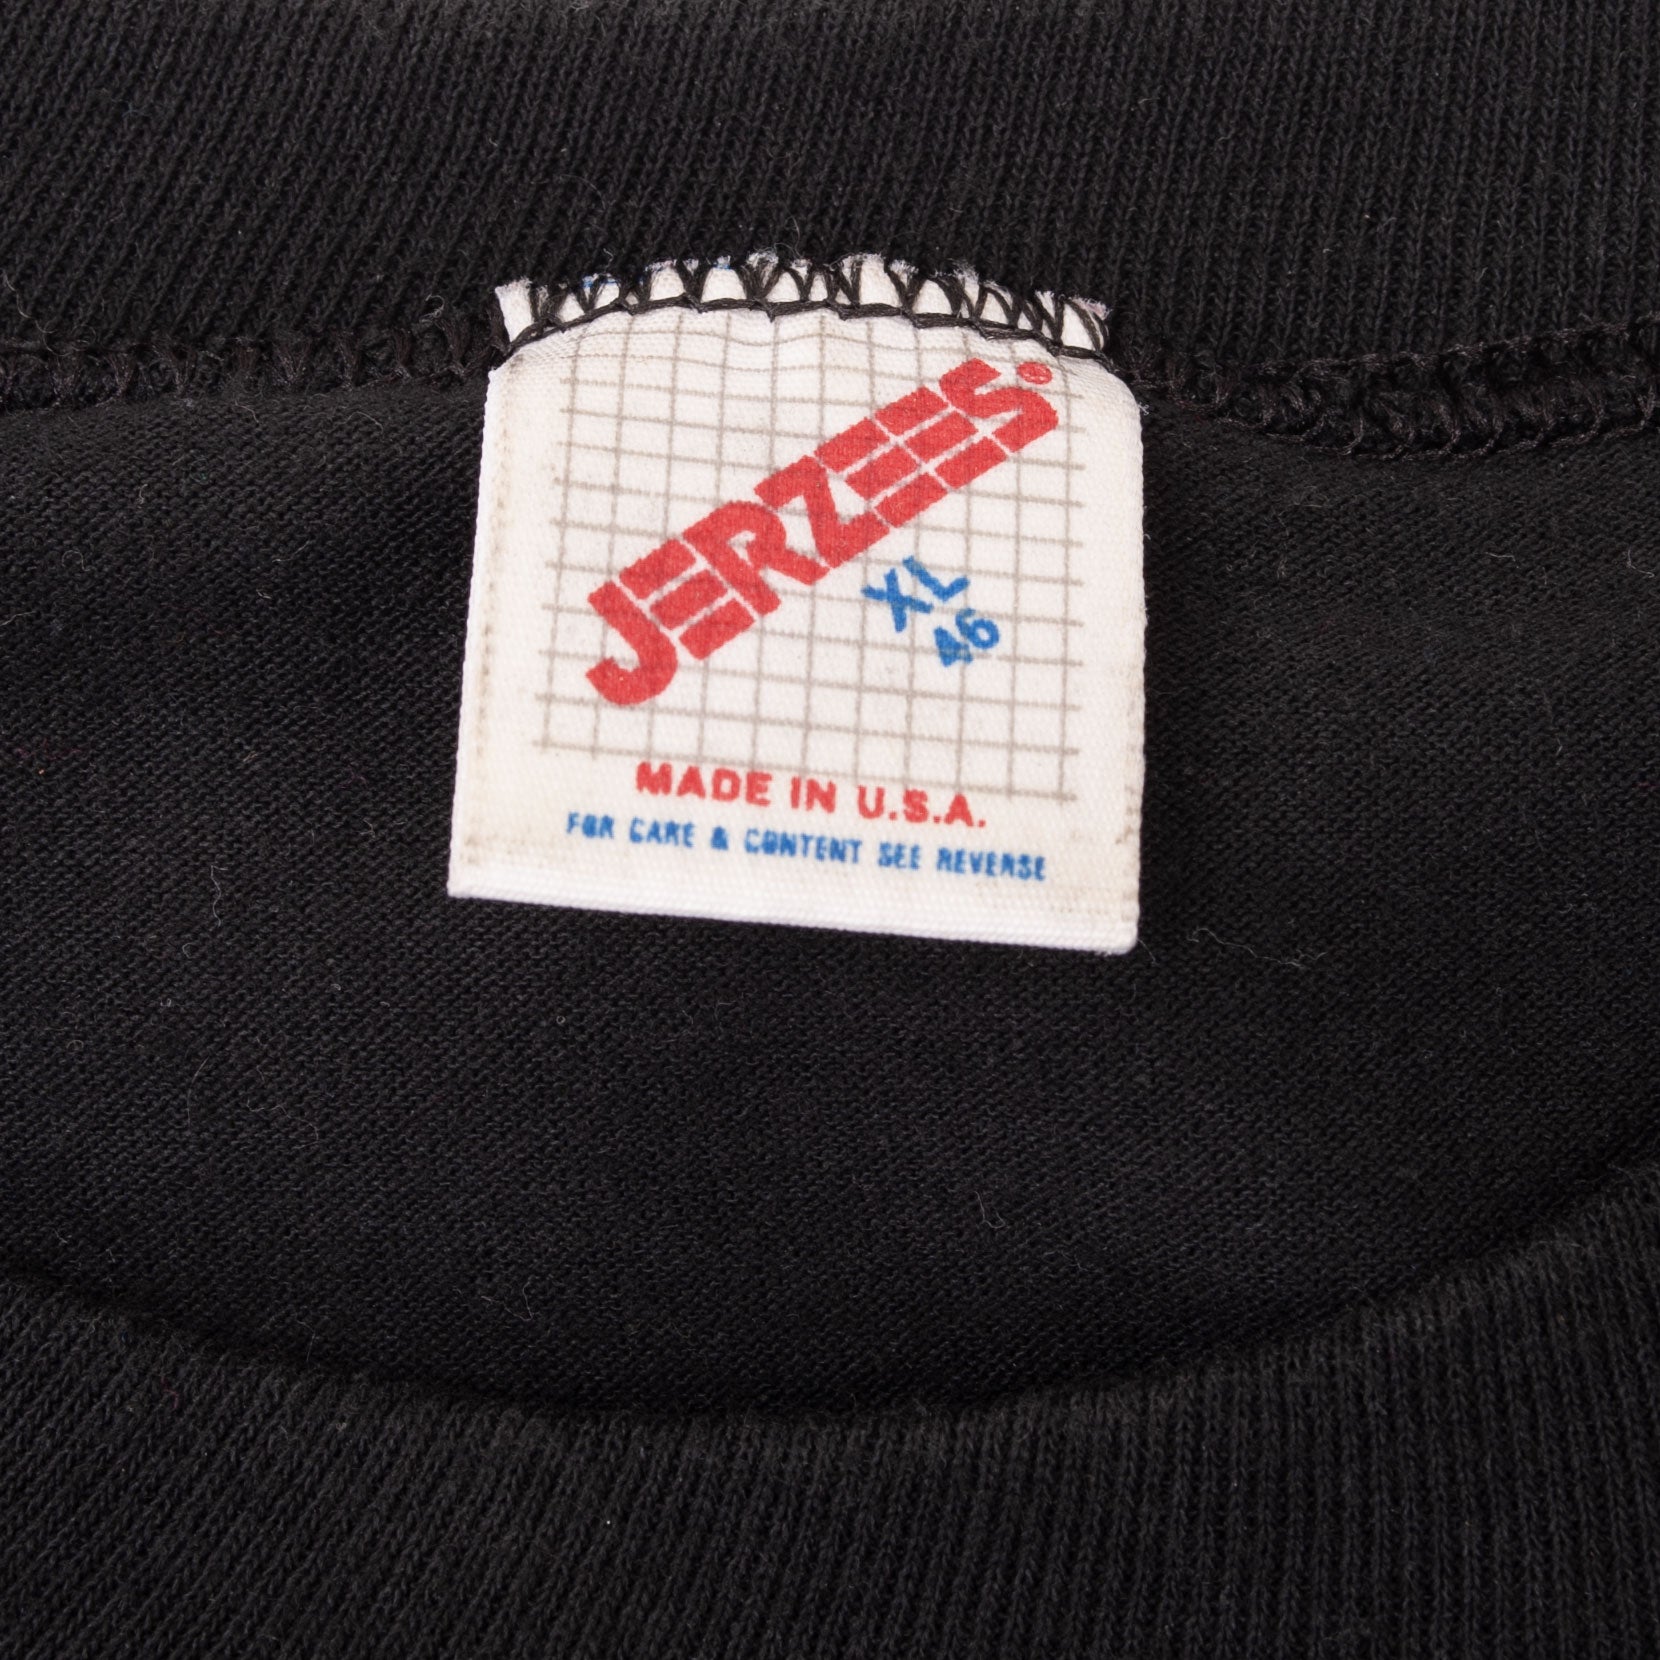 JERZEES®
XL
46
MADE IN U.S.A.
FOR CARE & CONTENT SEE REVERSE